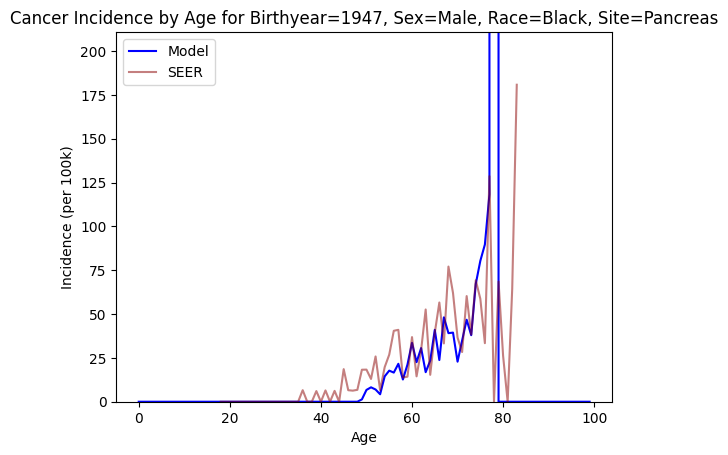 Cancer Incidence by Age for Birthyear=1947, Sex=Male, Race=Black, Site=Pancreas
Model
SEER
200
175
150
125
100
75
50
25
0
Incidence (per 100k)
0 20 40 60 80 100
Age